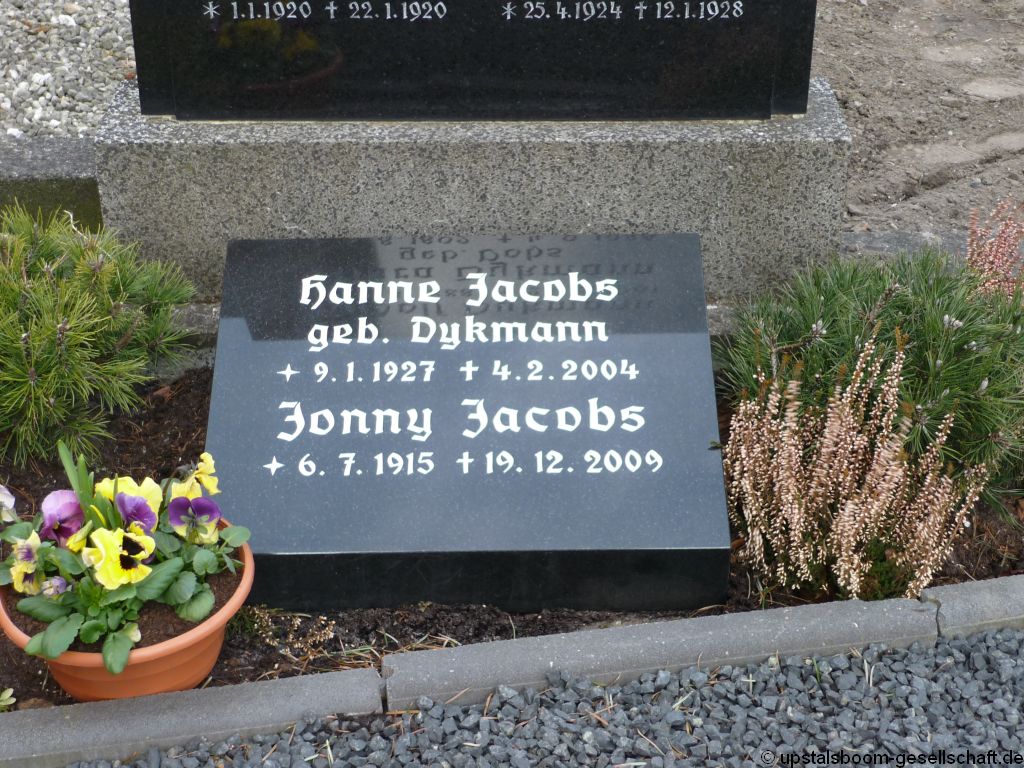 * 1.1.1920 † 22.1.1920 * 25.4.1924 † 12.1.1928
Hanne Jacobs
geb. Dykmann
✦ 9. 1. 1927 † 4. 2. 2004
Jonny Jacobs
✦ 6. 7. 1915 † 19. 12. 2009
© upstalsboom-gesellschaft.de